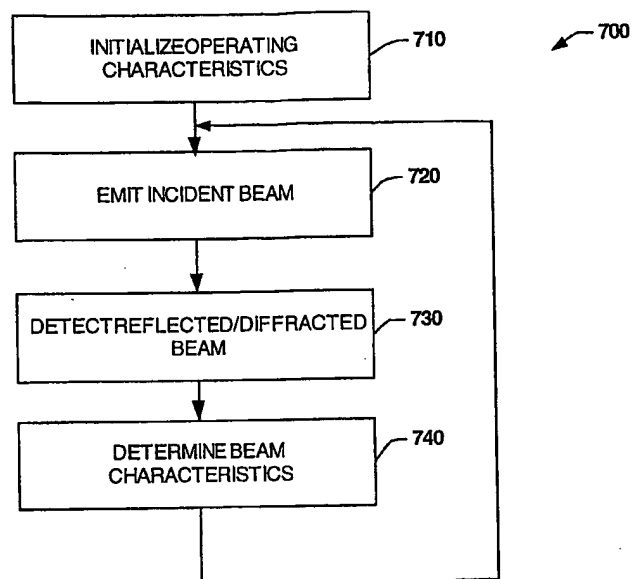 INITIALIZEOPERATING
CHARACTERISTICS
710
700
EMIT INCIDENT BEAM
720
DETECTREFLECTED/DIFFRACTED
BEAM
730
DETERMINE BEAM
CHARACTERISTICS
740